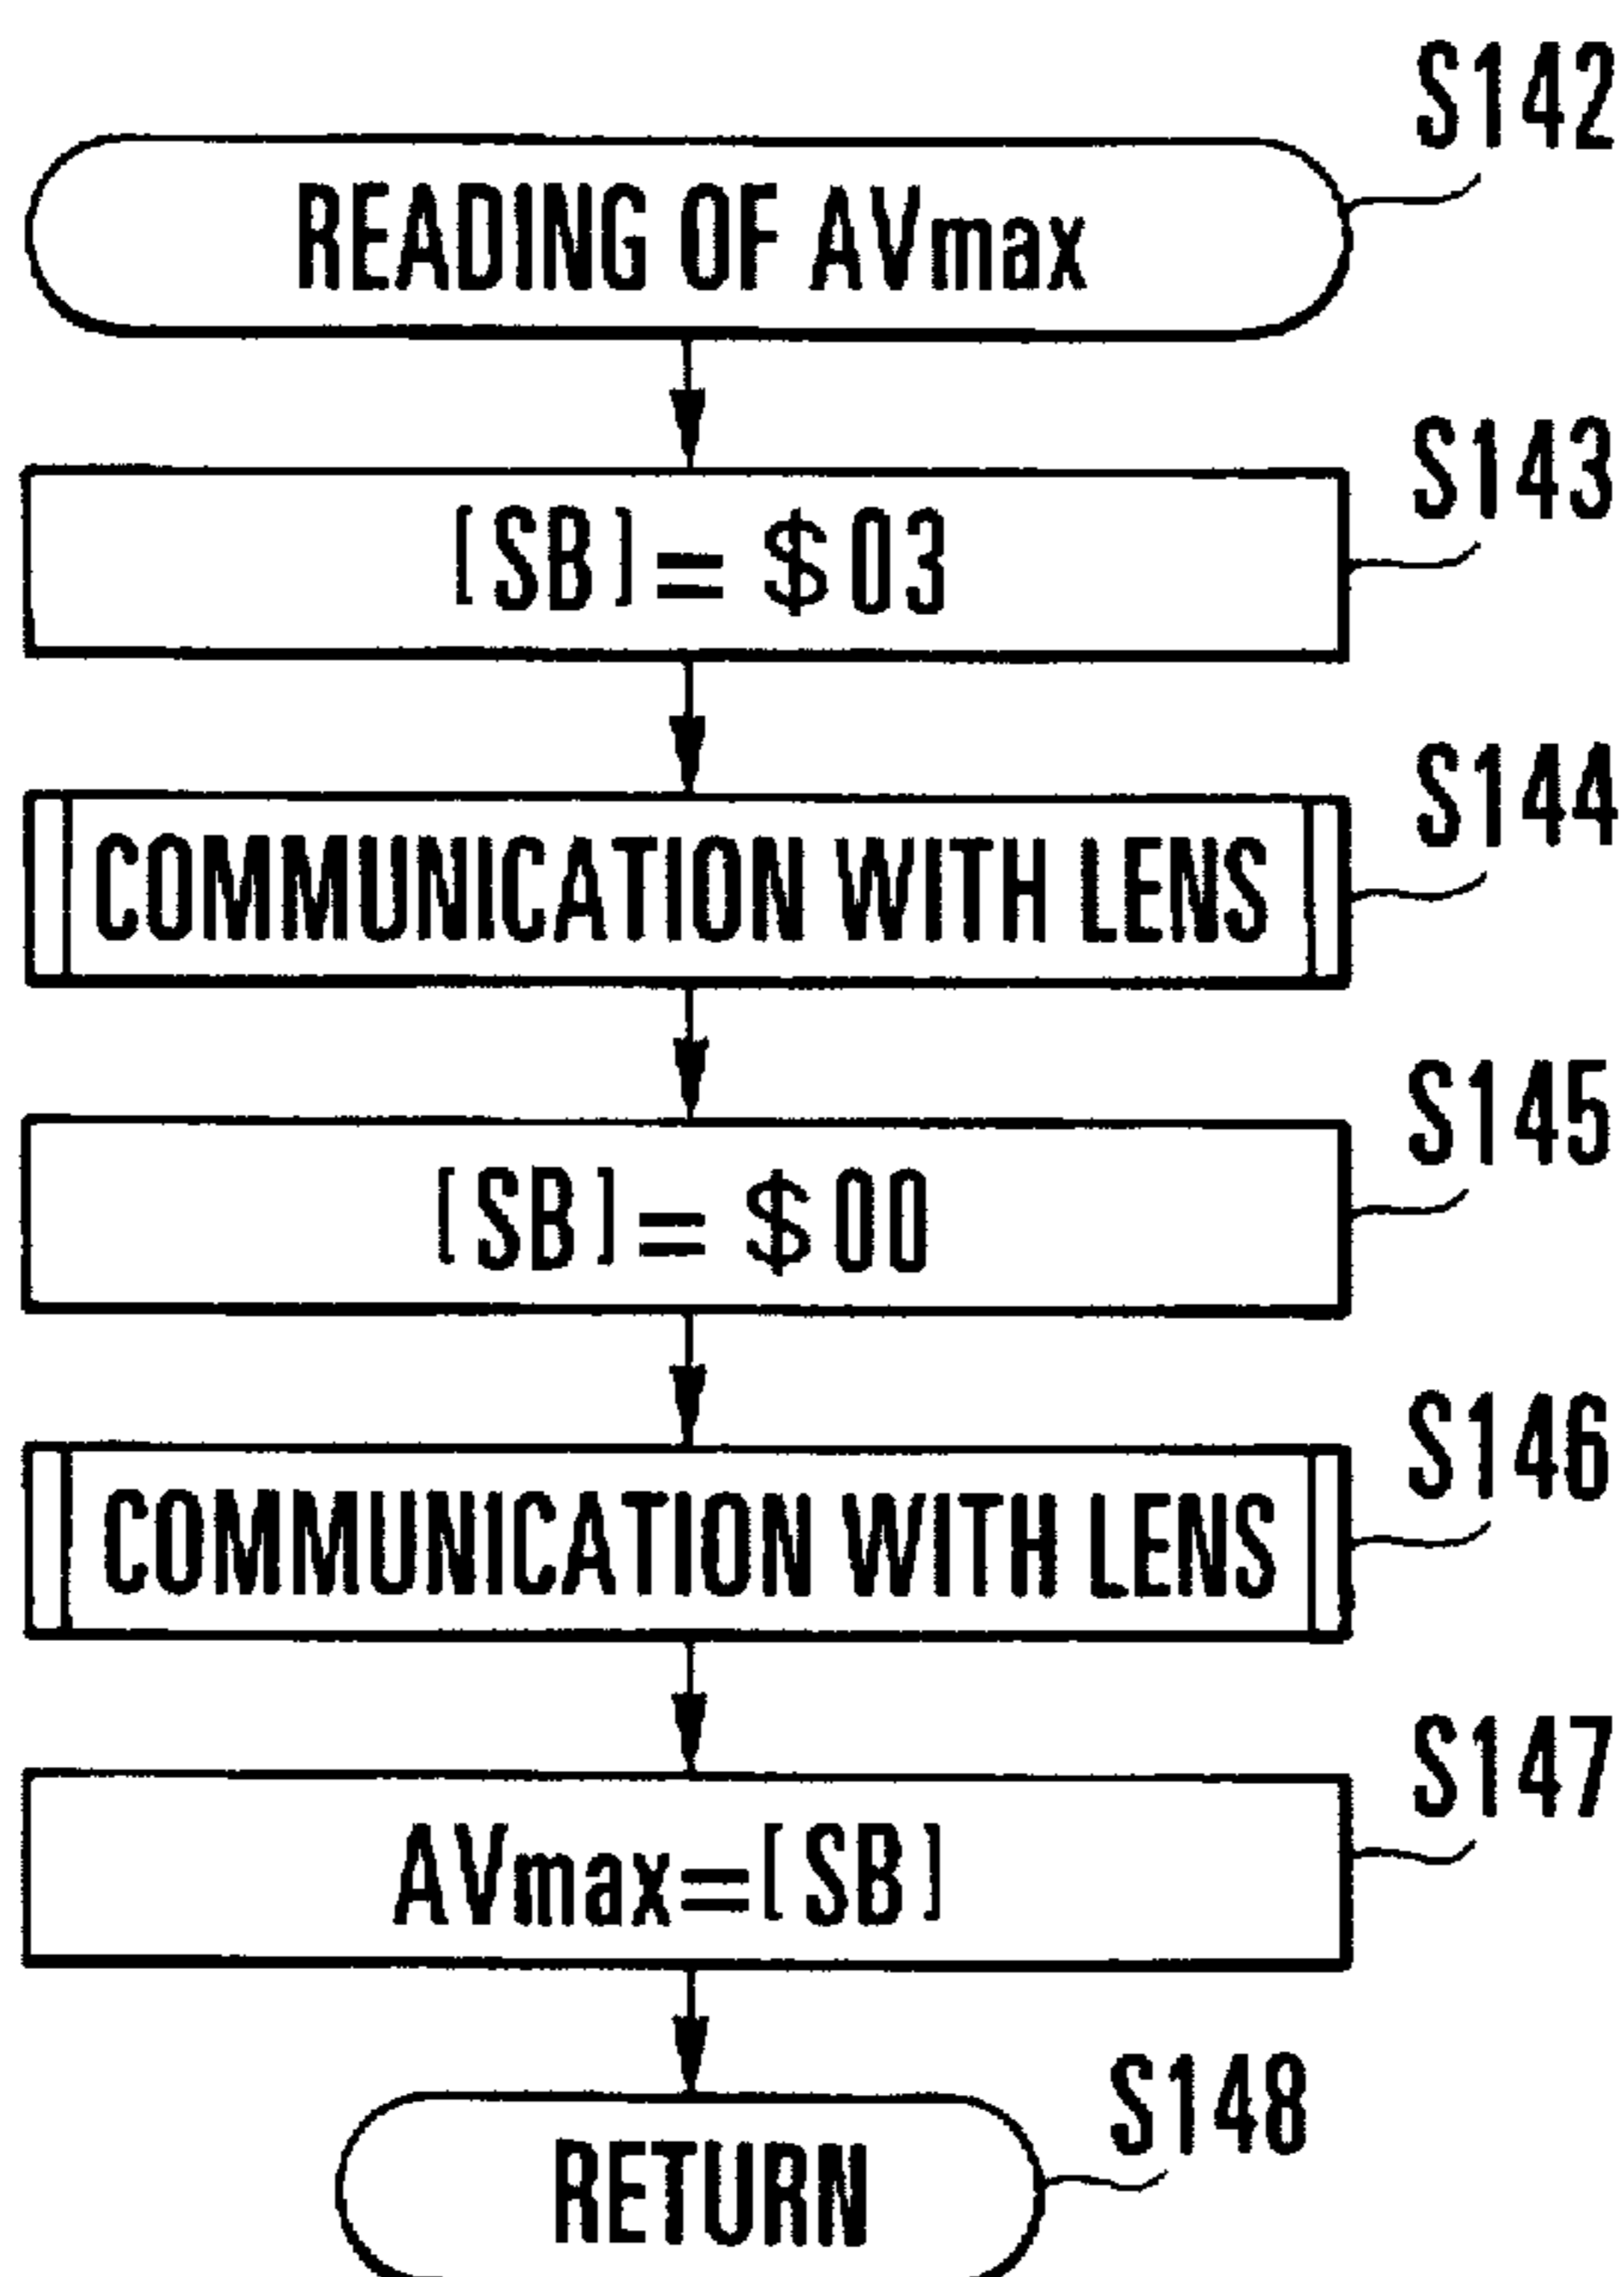 S142
READING OF AVmax
S143
[SB]=$03
S144
COMMUNICATION WITH LENS
S145
[SB]=$00
S146
COMMUNICATION WITH LENS
S147
AVmax=[SB]
S148
RETURN